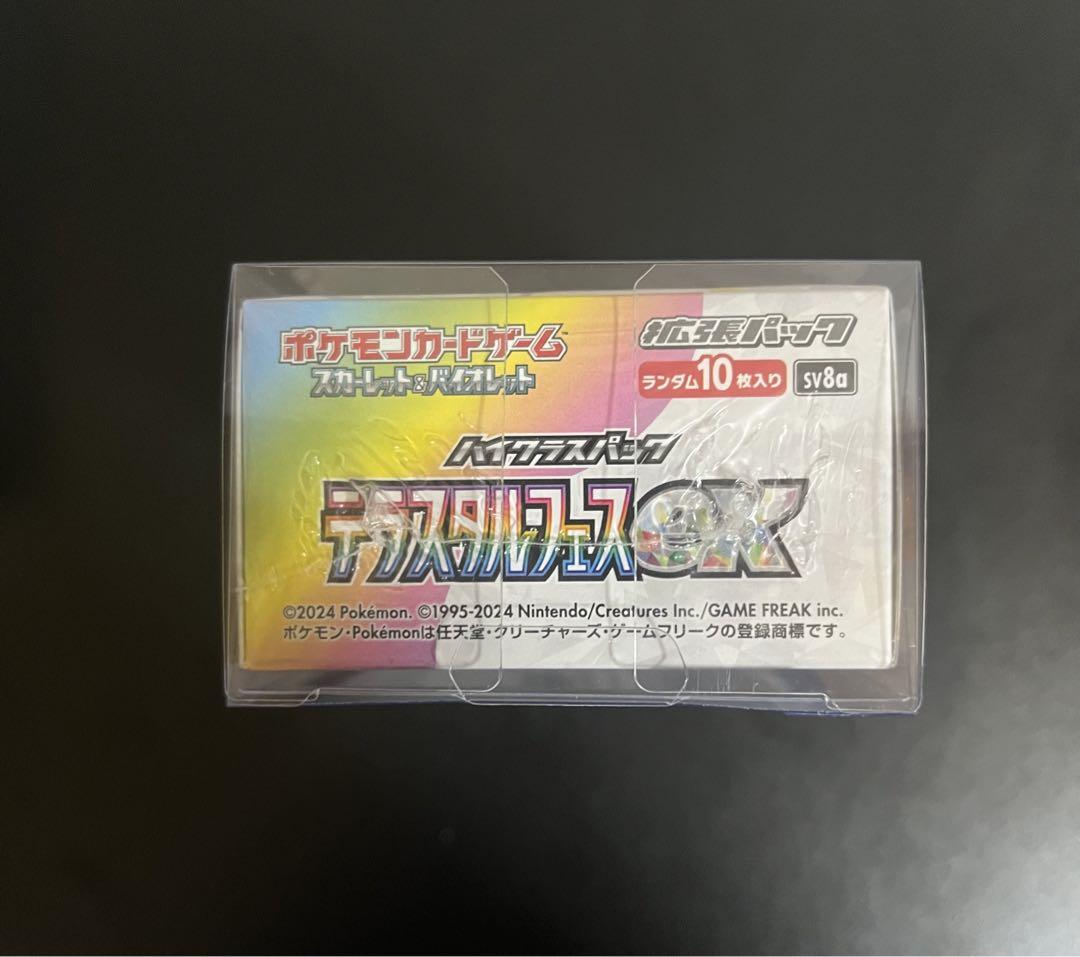 ポケモンカードゲーム™
スカーレット&バイオレット
拡張パック
ランダム10枚入り
SV8a
ハイクラスパック
テラスタルフェスex
©2024 Pokémon. ©1995-2024 Nintendo/Creatures Inc./GAME FREAK inc.
ポケモン・Pokémonは任天堂・クリーチャーズ・ゲームフリークの登録商標です。